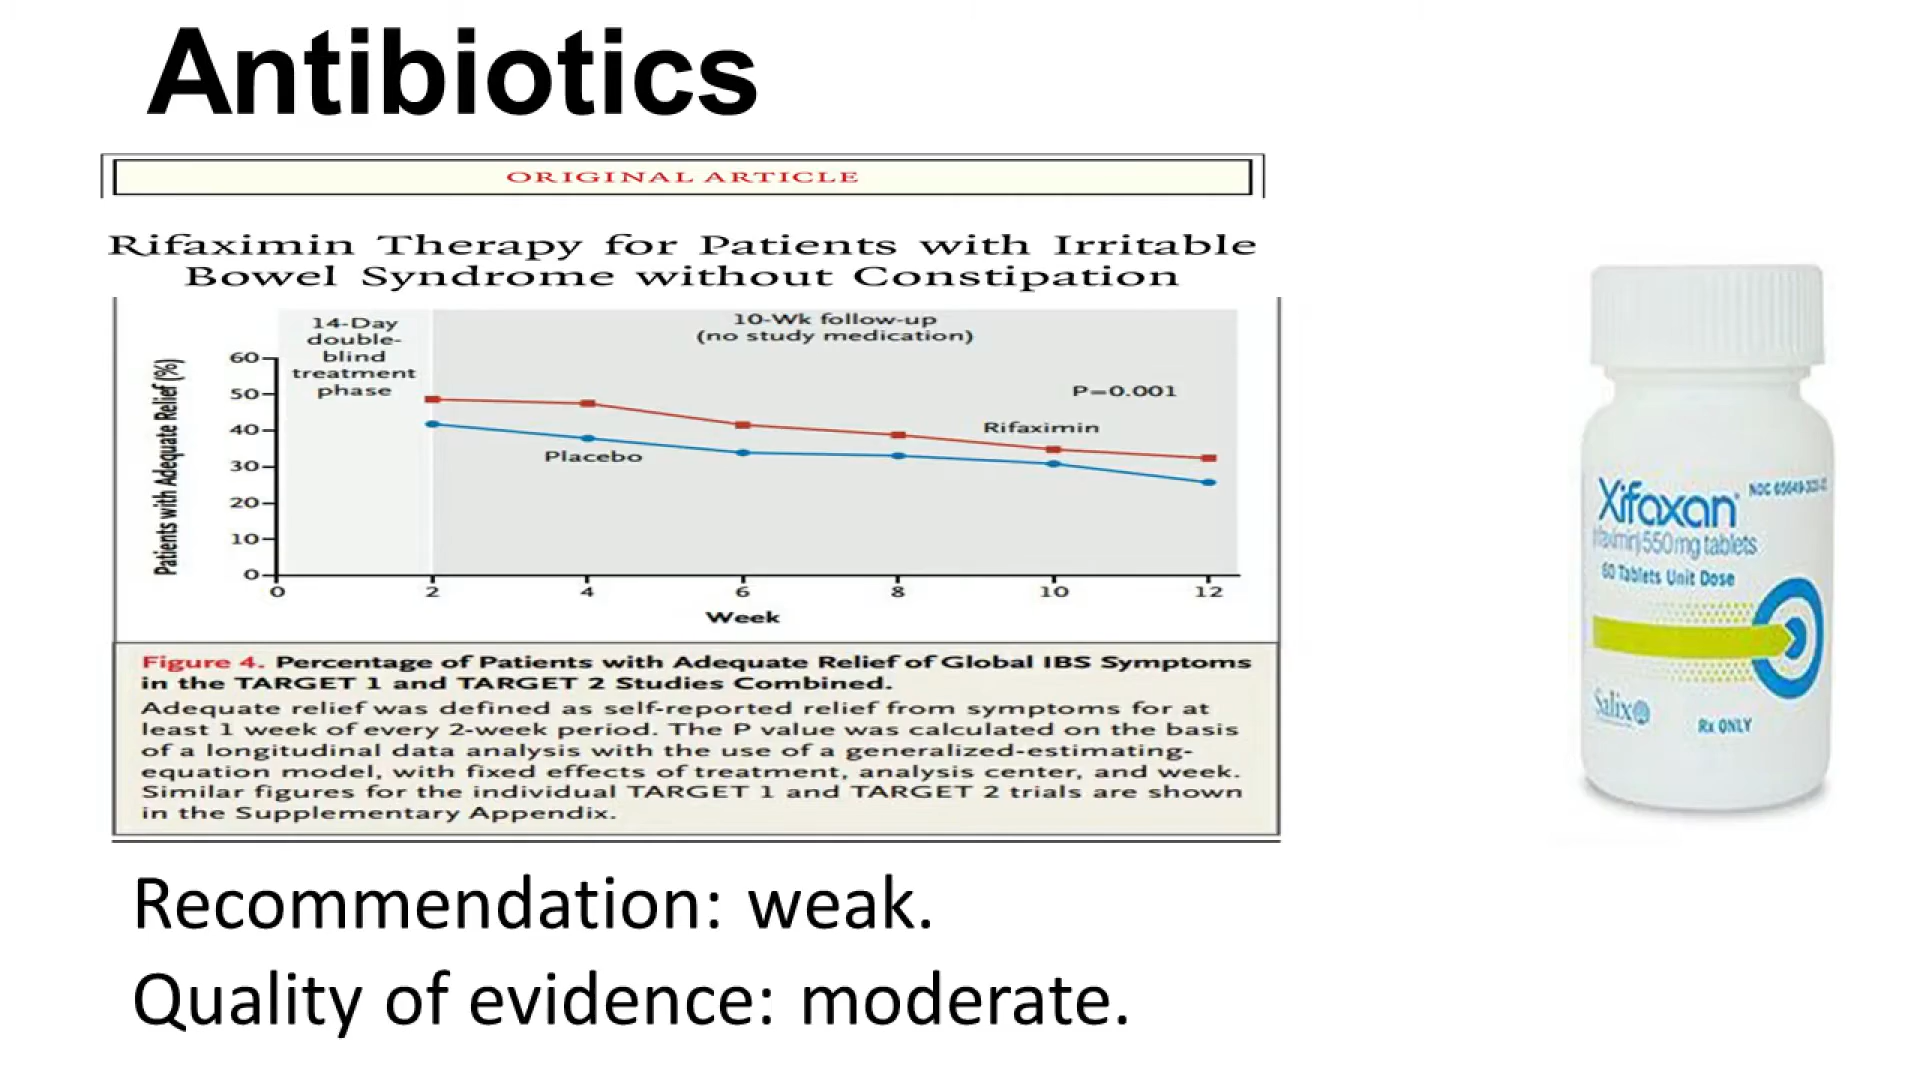 Antibiotics
ORIGINAL ARTICLE
Rifaximin Therapy for Patients with Irritable
Bowel Syndrome without Constipation
14-Day
double-
blind
treatment
phase
10-Wk follow-up
(no study medication)
P=0.001
Rifaximin
Placebo
Patients with Adequate Relief (%)
60
50
40
30
20
10
0
0 2 4 6 8 10 12
Week
Figure 4. Percentage of Patients with Adequate Relief of Global IBS Symptoms
in the TARGET 1 and TARGET 2 Studies Combined.
Adequate relief was defined as self-reported relief from symptoms for at
least 1 week of every 2-week period. The P value was calculated on the basis
of a longitudinal data analysis with the use of a generalized-estimating-
equation model, with fixed effects of treatment, analysis center, and week.
Similar figures for the individual TARGET 1 and TARGET 2 trials are shown
in the Supplementary Appendix.
Xifaxan
NDC
550mg tablets
60 Tablets Unit Dose
Salix
Rx ONLY
Recommendation: weak.
Quality of evidence: moderate.